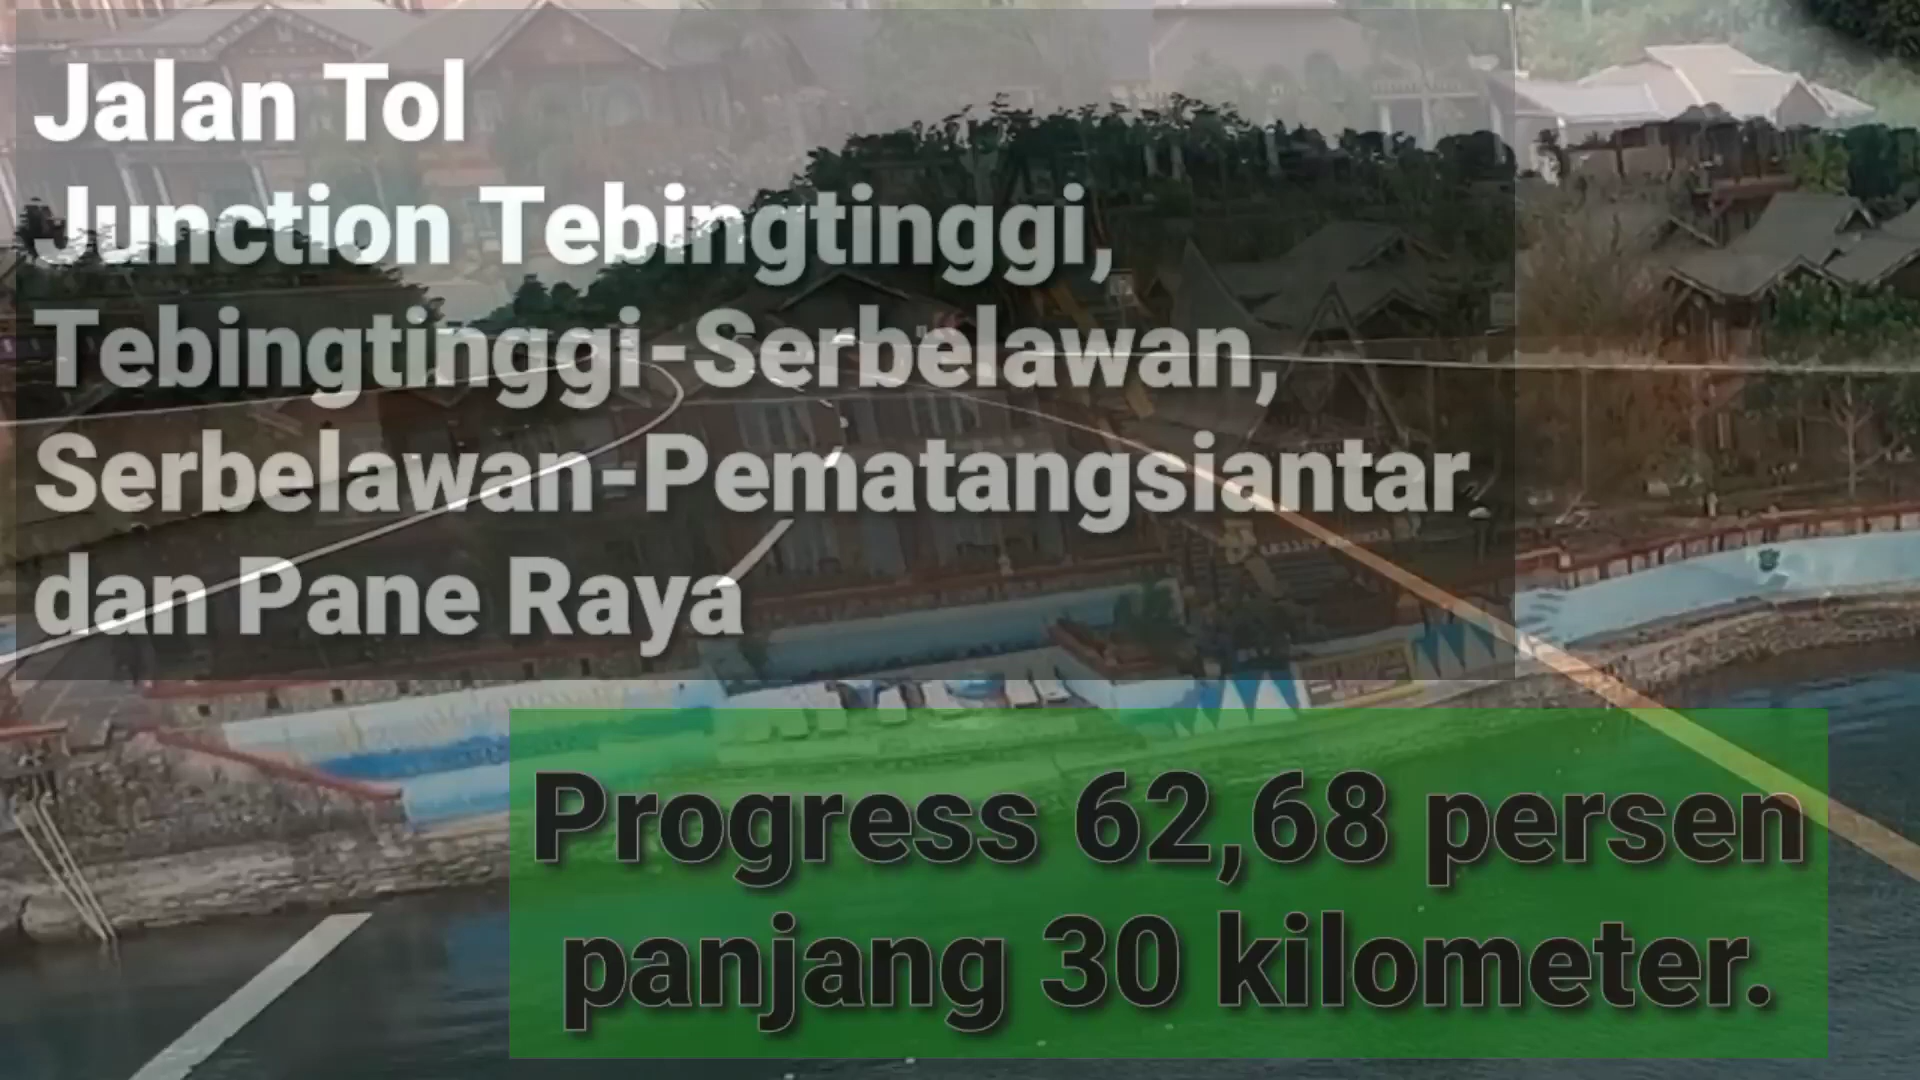 Jalan Tol
Junction Tebingtinggi,
Tebingtinggi-Serbelawan,
Serbelawan-Pematangsiantar
dan Pane Raya
Progress 62,68 persen
panjang 30 kilometer.